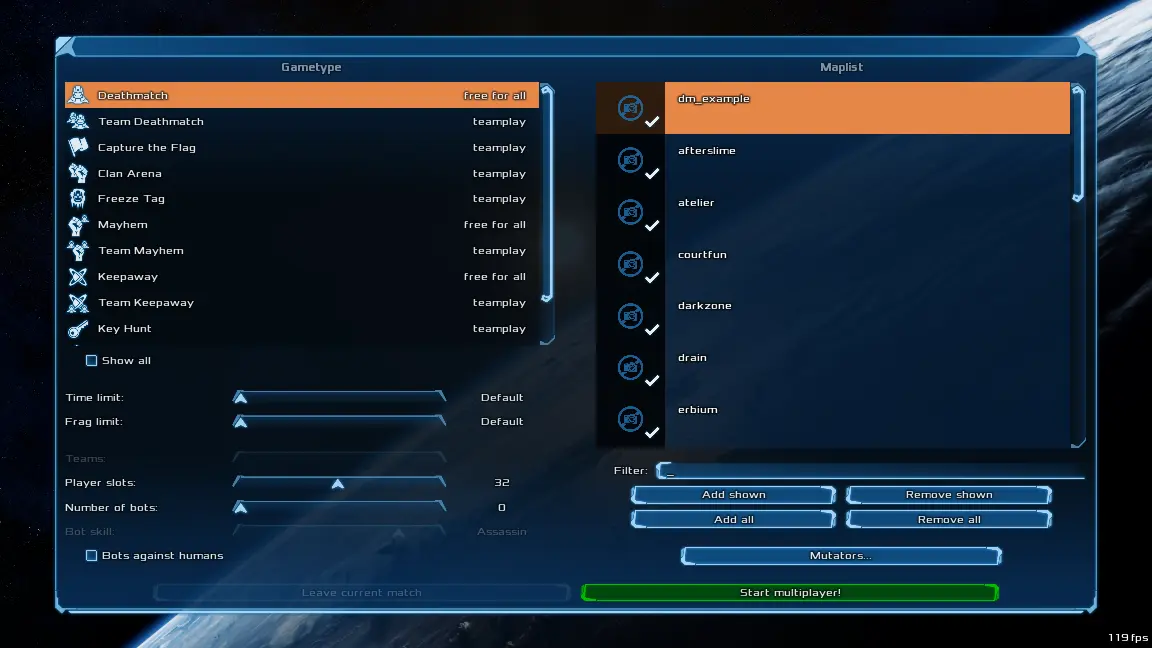 Gametype
Deathmatch free for all
Team Deathmatch teamplay
Capture the Flag teamplay
Clan Arena teamplay
Freeze Tag teamplay
Mayhem free for all
Team Mayhem teamplay
Keepaway free for all
Team Keepaway teamplay
Key Hunt teamplay
Show all
Time limit: Default
Frag limit: Default
Teams:
Player slots: 32
Number of bots: 0
Bot skill: Assassin
Bots against humans
Leave current match
Maplist
dm_example
afterslime
atelier
courtfun
darkzone
drain
erbium
Filter: _
Add shown Remove shown
Add all Remove all
Mutators...
Start multiplayer!
119 fps